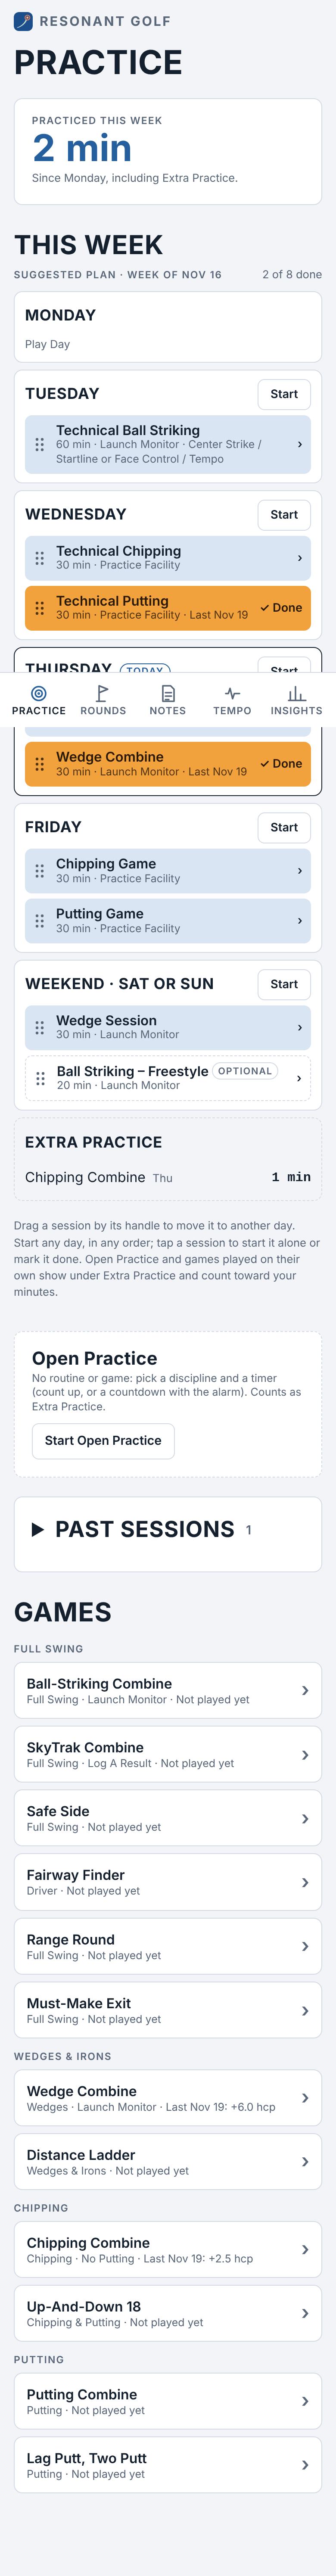 RESONANT GOLF
PRACTICE
PRACTICED THIS WEEK
2 min
Since Monday, including Extra Practice.
THIS WEEK
SUGGESTED PLAN · WEEK OF NOV 16
2 of 8 done
MONDAY
Play Day
TUESDAY
Start
Technical Ball Striking
60 min · Launch Monitor · Center Strike /
Startline or Face Control / Tempo
›
WEDNESDAY
Start
Technical Chipping
30 min · Practice Facility
›
Technical Putting
30 min · Practice Facility · Last Nov 19
✓ Done
THURSDAY
TODAY
Start
PRACTICE
ROUNDS
NOTES
TEMPO
INSIGHTS
Wedge Combine
30 min · Launch Monitor · Last Nov 19
✓ Done
FRIDAY
Start
Chipping Game
30 min · Practice Facility
›
Putting Game
30 min · Practice Facility
›
WEEKEND · SAT OR SUN
Start
Wedge Session
30 min · Launch Monitor
›
Ball Striking – Freestyle OPTIONAL
20 min · Launch Monitor
›
EXTRA PRACTICE
Chipping Combine Thu
1 min
Drag a session by its handle to move it to another day.
Start any day, in any order; tap a session to start it alone or
mark it done. Open Practice and games played on their
own show under Extra Practice and count toward your
minutes.
Open Practice
No routine or game: pick a discipline and a timer
(count up, or a countdown with the alarm). Counts as
Extra Practice.
Start Open Practice
▶ PAST SESSIONS 1
GAMES
FULL SWING
Ball-Striking Combine
Full Swing · Launch Monitor · Not played yet
›
SkyTrak Combine
Full Swing · Log A Result · Not played yet
›
Safe Side
Full Swing · Not played yet
›
Fairway Finder
Driver · Not played yet
›
Range Round
Full Swing · Not played yet
›
Must-Make Exit
Full Swing · Not played yet
›
WEDGES & IRONS
Wedge Combine
Wedges · Launch Monitor · Last Nov 19: +6.0 hcp
›
Distance Ladder
Wedges & Irons · Not played yet
›
CHIPPING
Chipping Combine
Chipping · No Putting · Last Nov 19: +2.5 hcp
›
Up-And-Down 18
Chipping & Putting · Not played yet
›
PUTTING
Putting Combine
Putting · Not played yet
›
Lag Putt, Two Putt
Putting · Not played yet
›